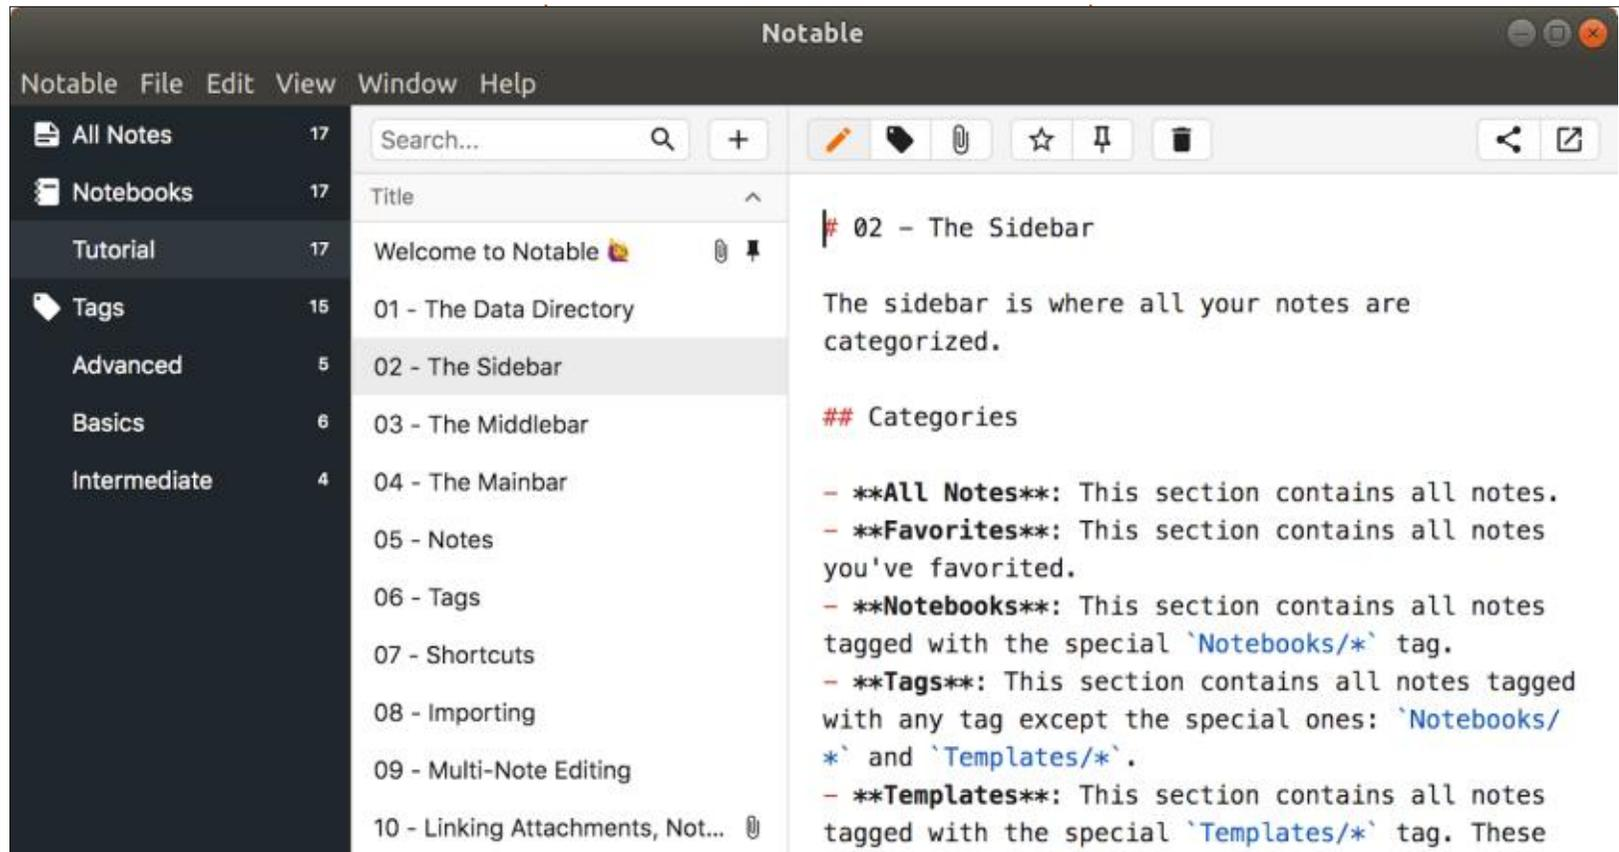 Notable
Notable File Edit View Window Help
All Notes 17
Notebooks 17
Tutorial 17
Tags 15
Advanced 5
Basics 6
Intermediate 4
Search...
Title
Welcome to Notable 🙋
01 - The Data Directory
02 - The Sidebar
03 - The Middlebar
04 - The Mainbar
05 - Notes
06 - Tags
07 - Shortcuts
08 - Importing
09 - Multi-Note Editing
10 - Linking Attachments, Not...
# 02 – The Sidebar
The sidebar is where all your notes are
categorized.
## Categories
- **All Notes**: This section contains all notes.
- **Favorites**: This section contains all notes
you've favorited.
- **Notebooks**: This section contains all notes
tagged with the special `Notebooks/*` tag.
- **Tags**: This section contains all notes tagged
with any tag except the special ones: `Notebooks/
*` and `Templates/*`.
- **Templates**: This section contains all notes
tagged with the special `Templates/*` tag. These